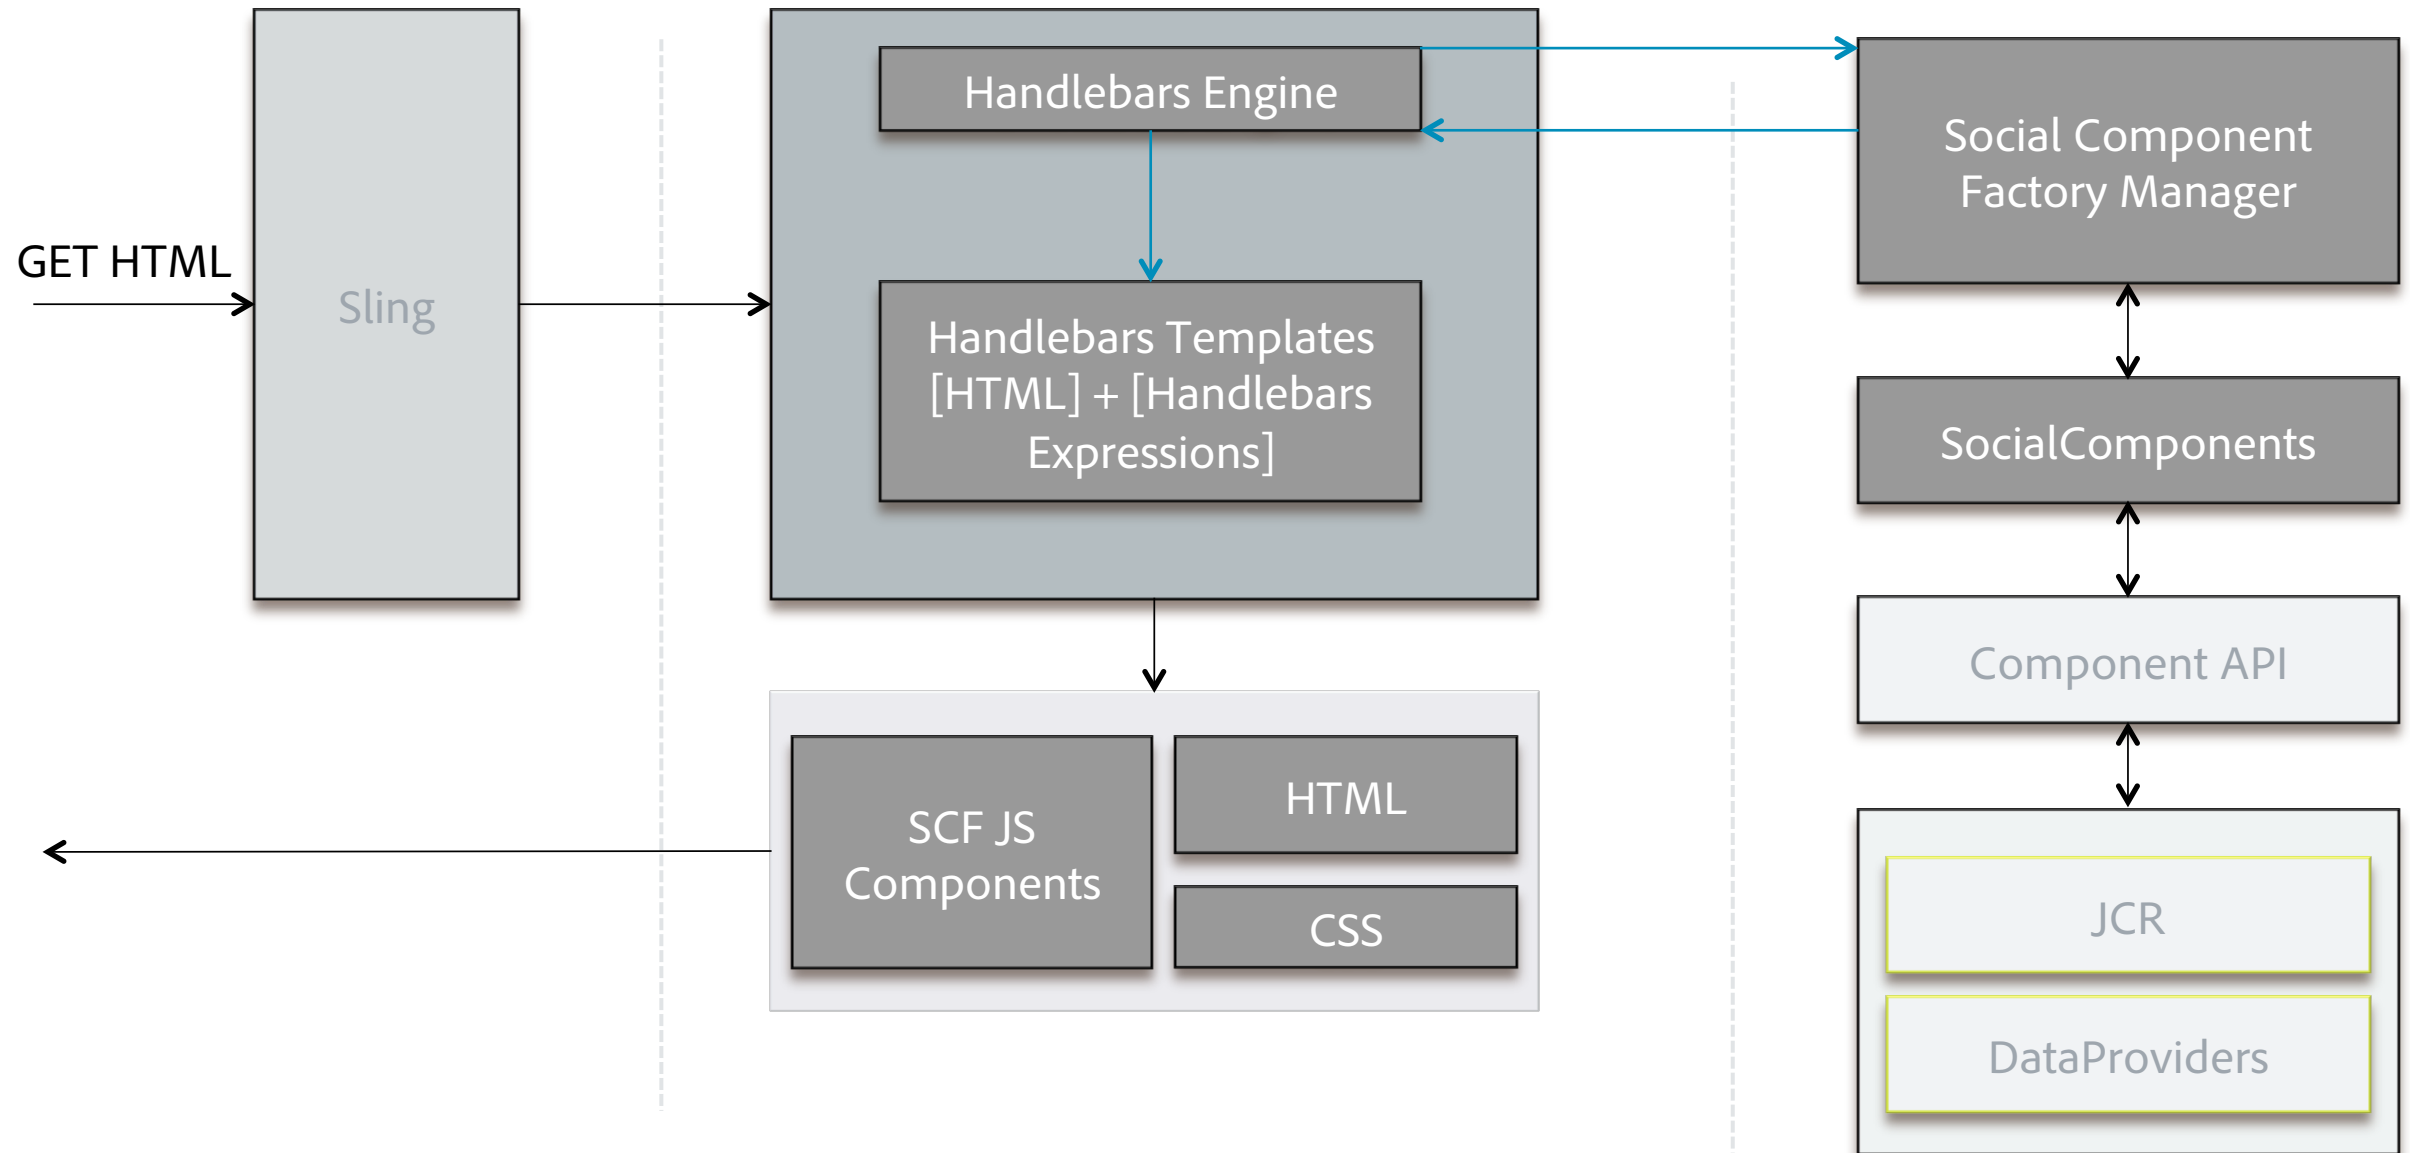 GET HTML
Sling
Handlebars Engine
Handlebars Templates
[HTML] + [Handlebars
Expressions]
SCF JS
Components
HTML
CSS
Social Component
Factory Manager
SocialComponents
Component API
JCR
DataProviders